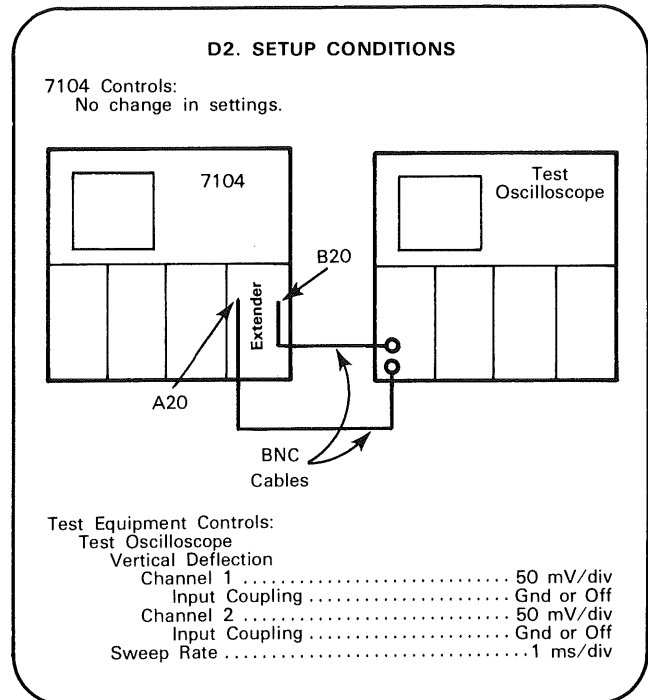 D2. SETUP CONDITIONS
7104 Controls:
No change in settings.
7104
Test
Oscilloscope
B20
Extender
A20
BNC
Cables
Test Equipment Controls:
Test Oscilloscope
Vertical Deflection
Channel 1 ............................. 50 mV/div
Input Coupling ..................... Gnd or Off
Channel 2 ............................. 50 mV/div
Input Coupling ..................... Gnd or Off
Sweep Rate ................................ 1 ms/div